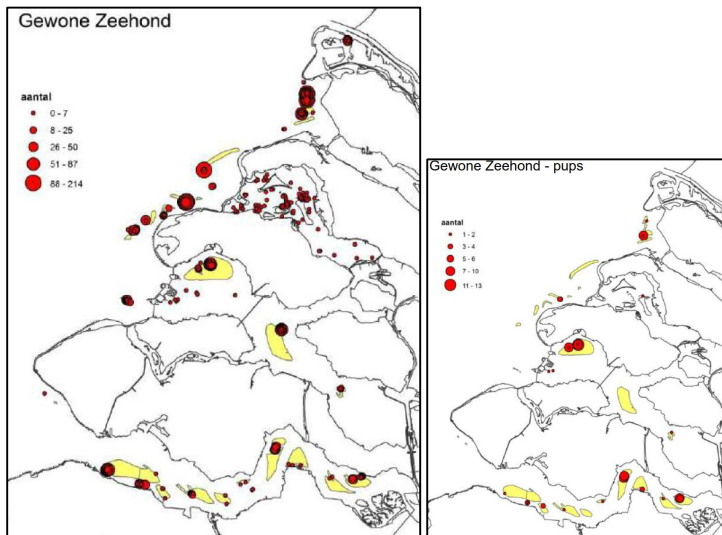 Gewone Zeehond
aantal
0 - 7
8 - 25
26 - 50
51 - 87
88 - 214
Gewone Zeehond - pups
aantal
1 - 2
3 - 4
5 - 6
7 - 10
11 - 13